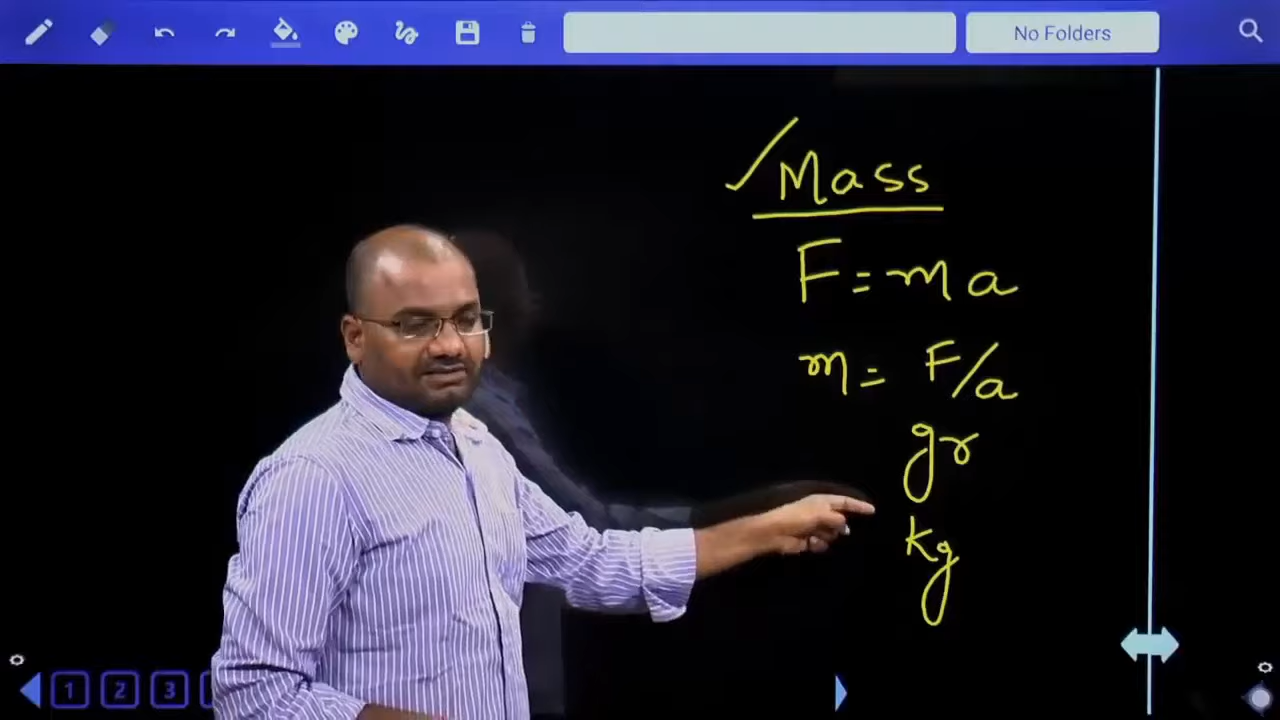 No Folders
Mass
F = ma
m = F/a
gr
kg
1 2 3